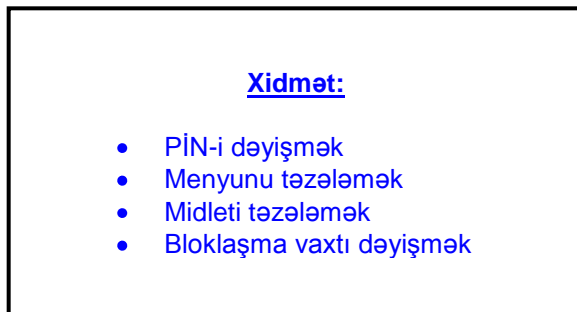 Xidmət:
• PİN-i dəyişmək
• Menyunu təzələmək
• Midleti təzələmək
• Bloklaşma vaxtı dəyişmək